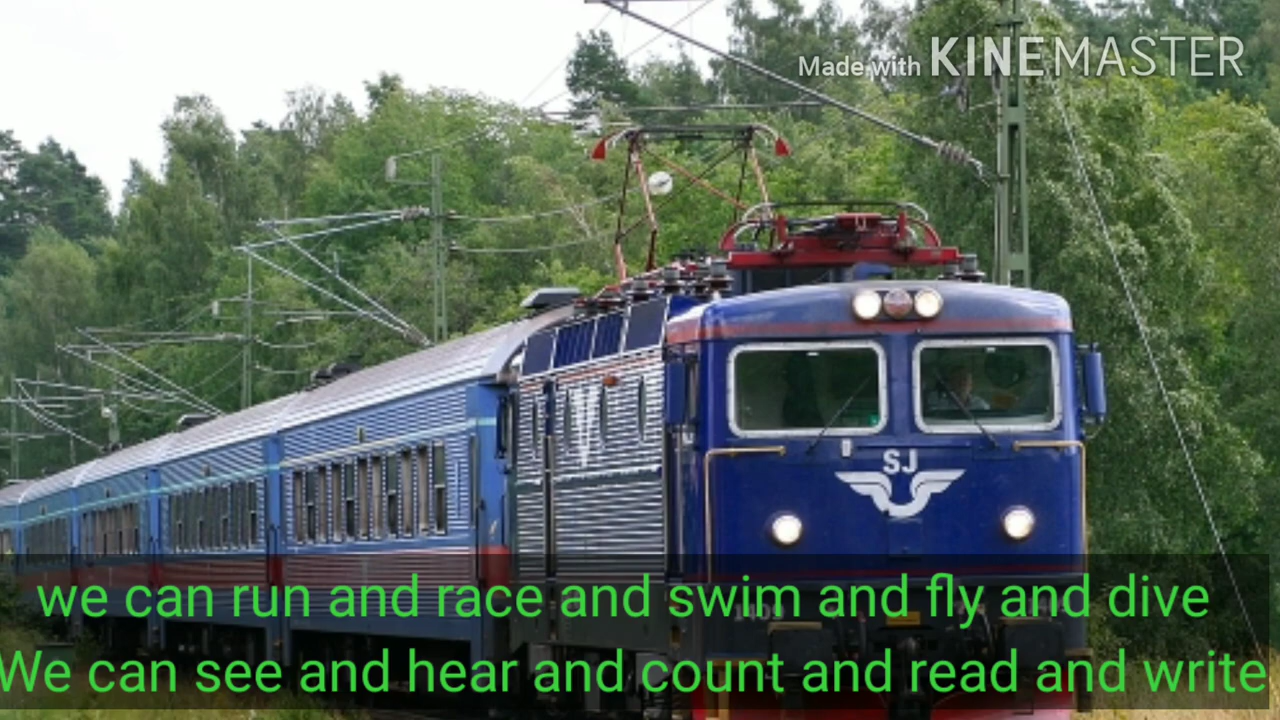 Made with KINEMASTER
SJ
we can run and race and swim and fly and dive
We can see and hear and count and read and write